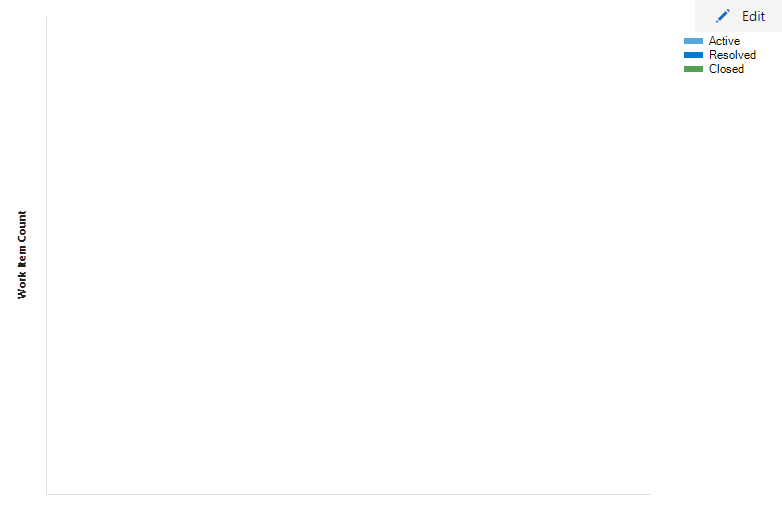 Edit
Active
Resolved
Closed
Work Item Count